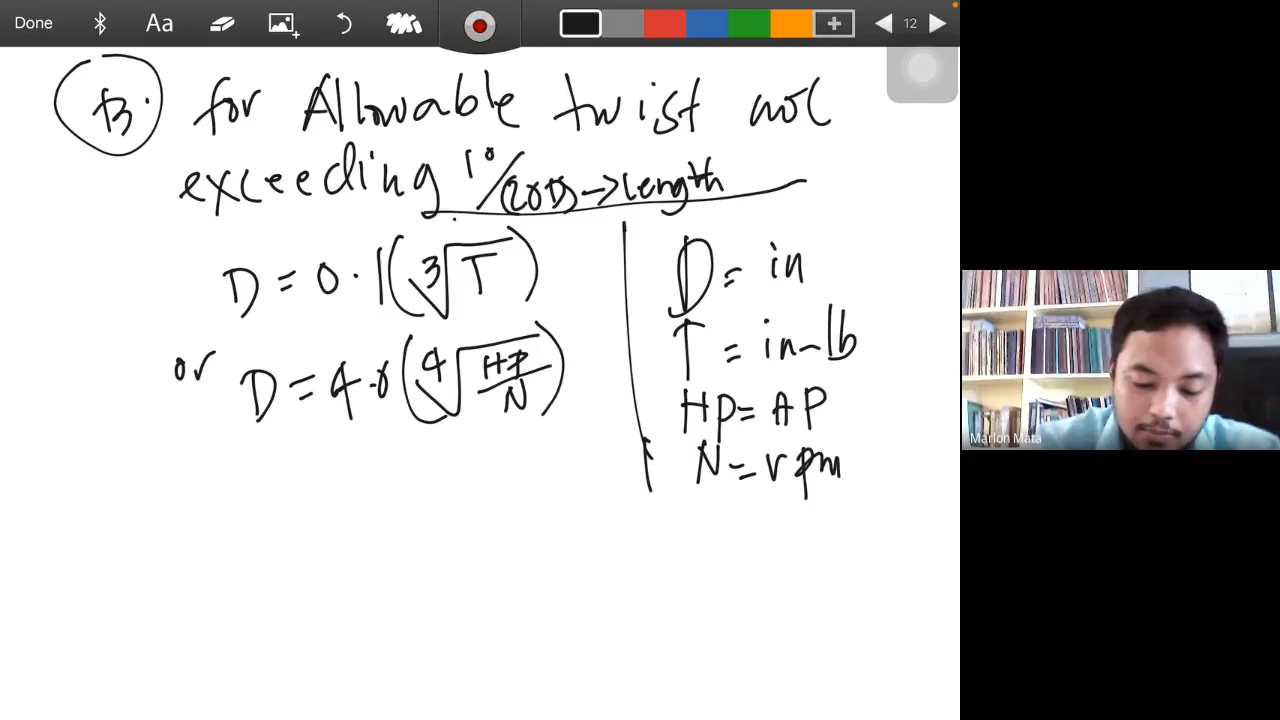 Done Aa 12
B. for Allowable twist not
exceeding 1°/(20D) → length
D = 0.1(∛T)
or D = 4.6(∜HP/N)
D = in
T = in-lb
HP = HP
N = rpm
Marlon Mata